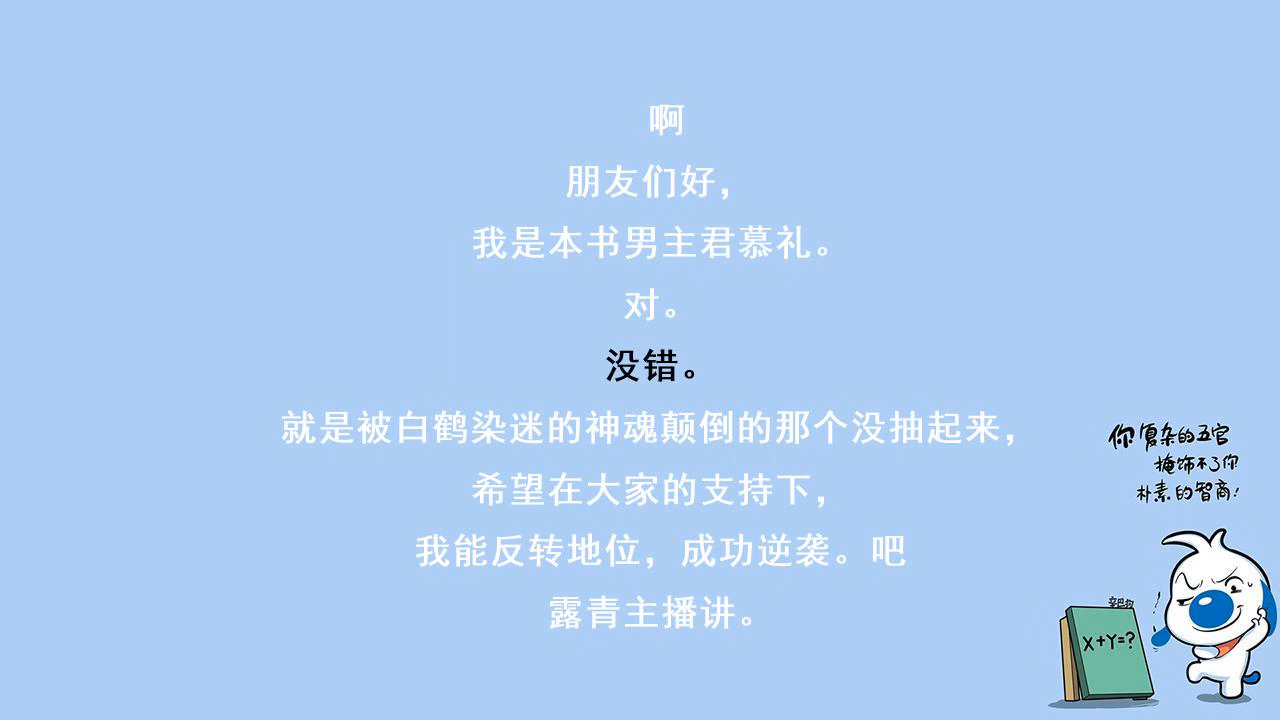 啊
朋友们好，
我是本书男主君慕礼。
对。
没错。
就是被白鹤染迷的神魂颠倒的那个没抽起来，
希望在大家的支持下，
我能反转地位，成功逆袭。吧
露青主播讲。
你复杂的五官
掩饰不了你
朴素的智商!
X+Y=?